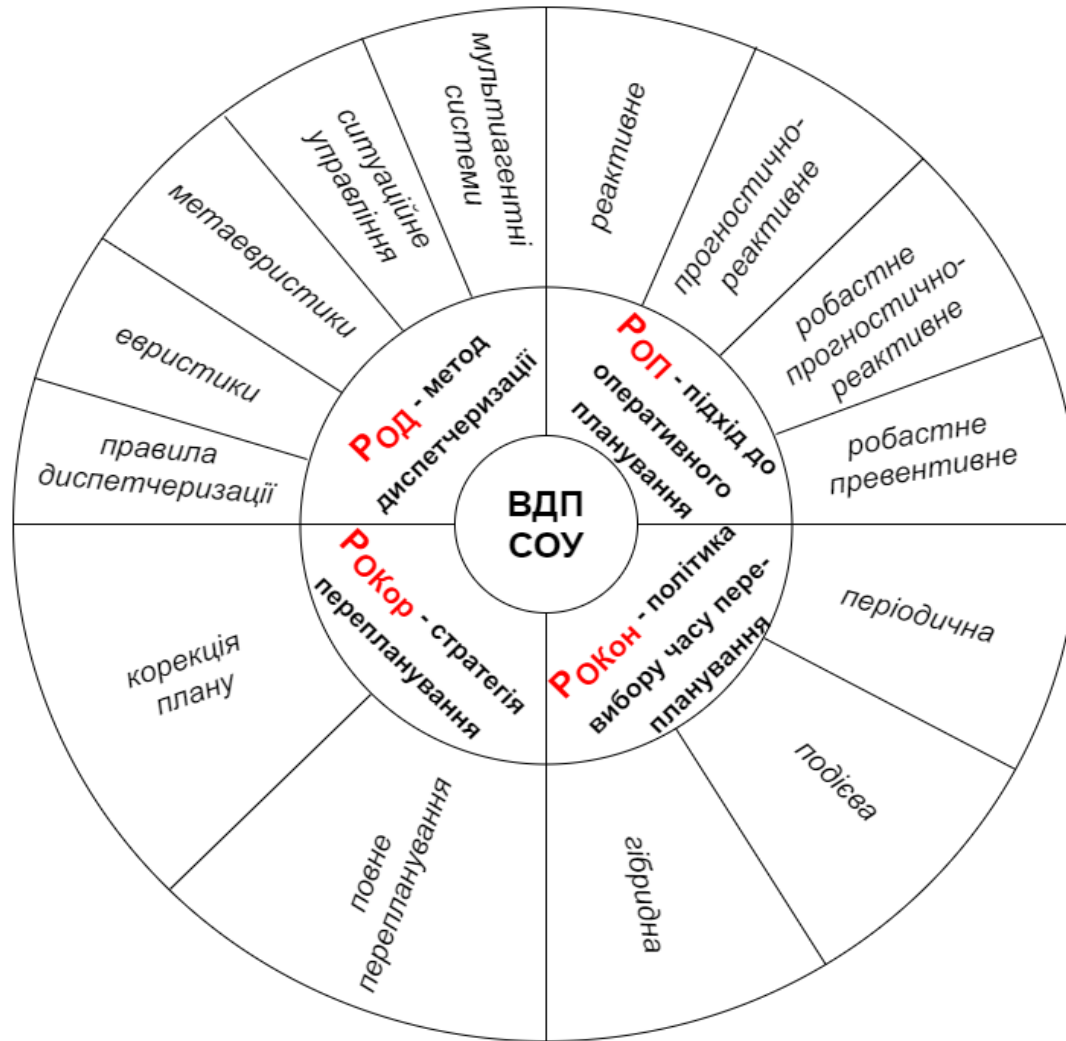 ВДП
СОУ
РОП - підхід до
оперативного
планування
реактивне
прогностично-
реактивне
робастне
прогностично-
реактивне
робастне
превентивне
РОКон - політика
вибору часу пере-
планування
періодична
подієва
гібридна
РОКор - стратегія
перепланування
повне
перепланування
корекція
плану
РОД - метод
диспетчеризації
правила
диспетчеризації
евристики
метаевристики
ситуаційне
управління
мультиагентні
системи